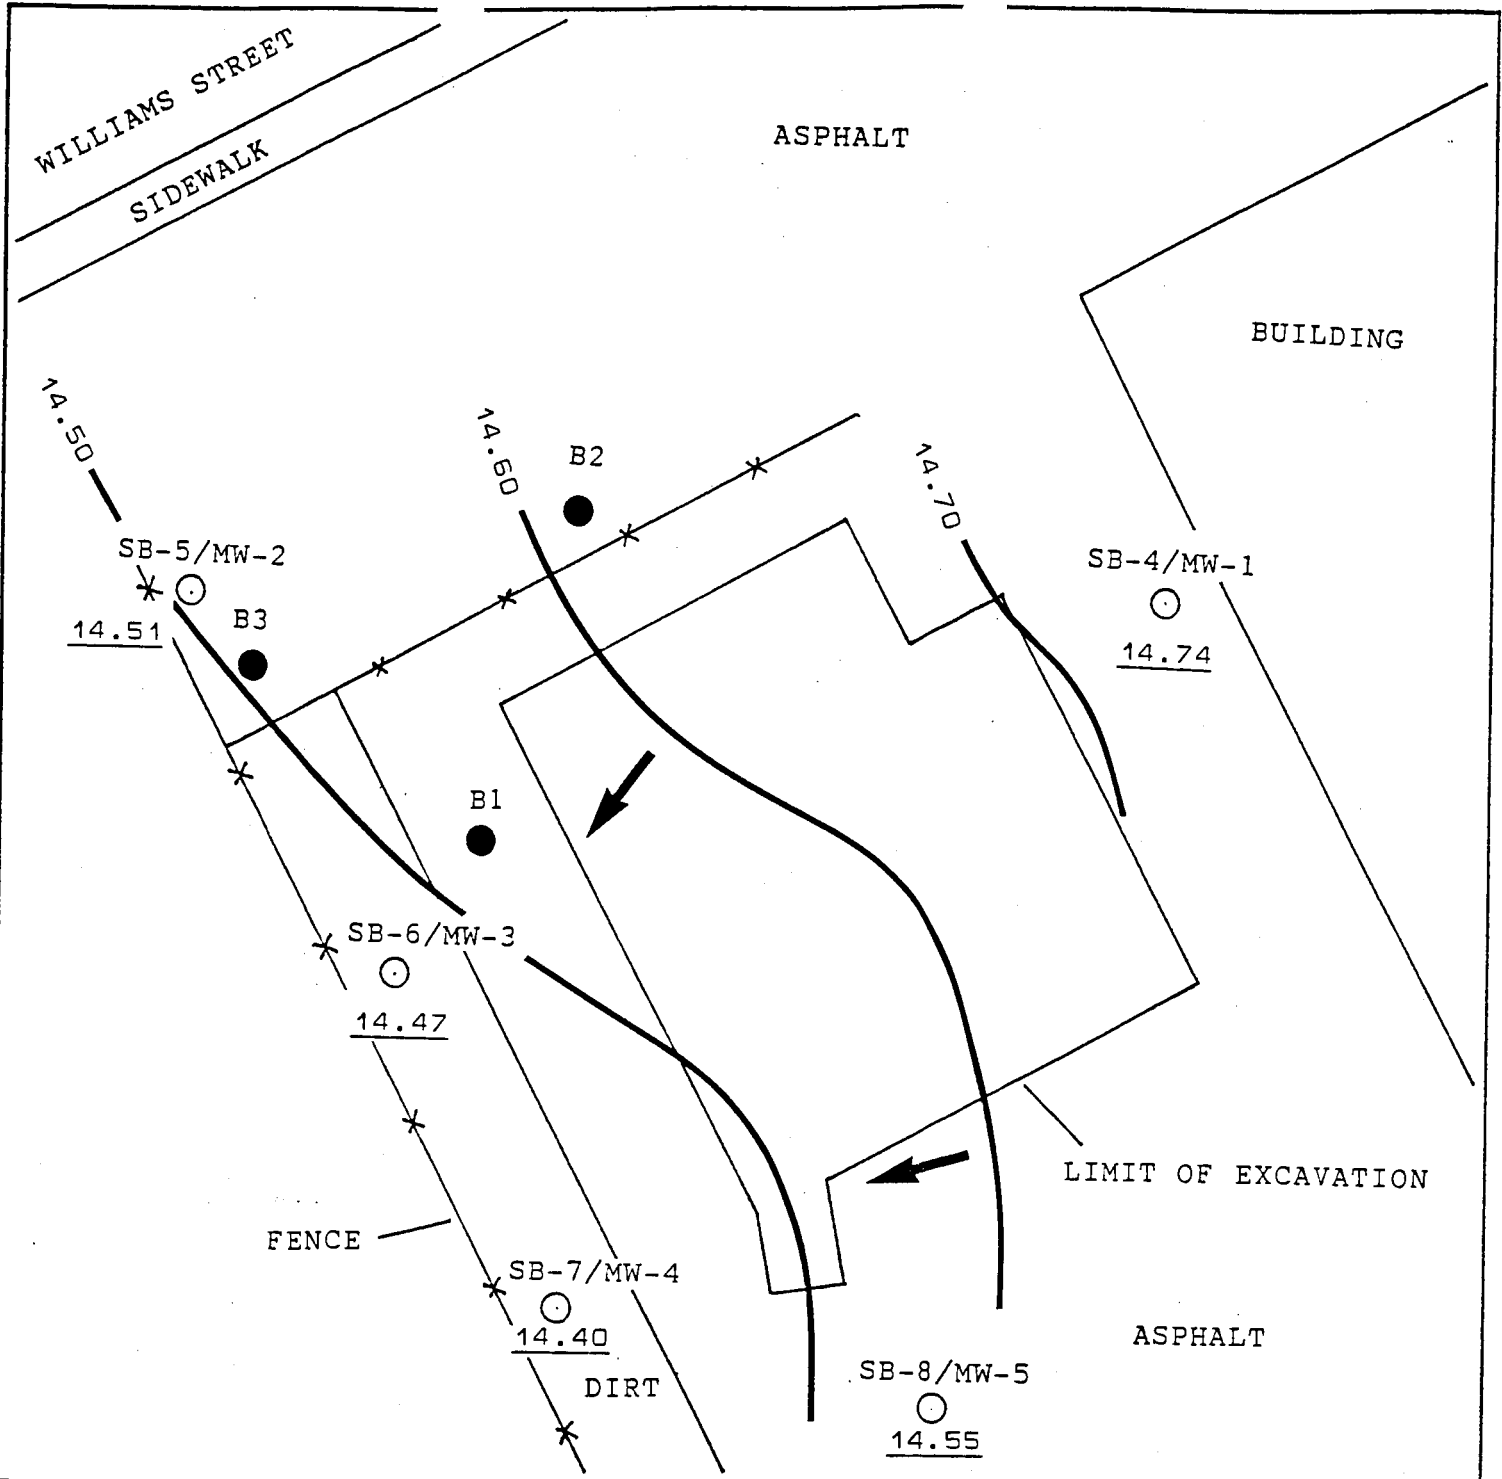 WILLIAMS STREET
SIDEWALK
ASPHALT
BUILDING
14.50
14.60
B2
14.70
SB-5/MW-2
14.51
B3
SB-4/MW-1
14.74
B1
SB-6/MW-3
14.47
LIMIT OF EXCAVATION
FENCE
SB-7/MW-4
14.40
DIRT
ASPHALT
SB-8/MW-5
14.55